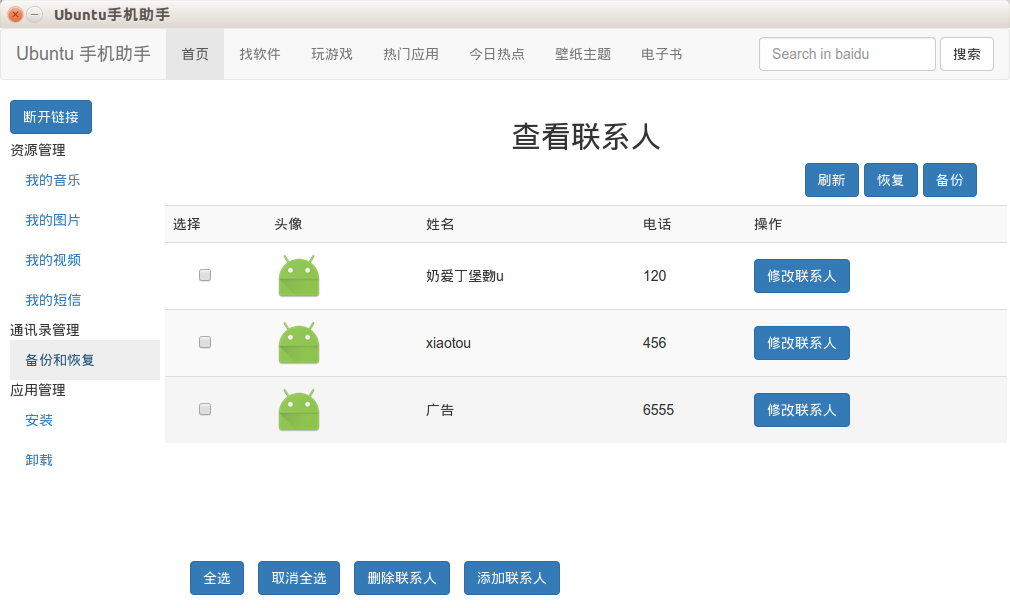 Ubuntu手机助手
Ubuntu 手机助手 首页 找软件 玩游戏 热门应用 今日热点 壁纸主题 电子书 Search in baidu 搜索
断开链接
查看联系人
资源管理
我的音乐
刷新 恢复 备份
我的图片
选择 头像 姓名 电话 操作
我的视频
奶爱丁堡覅u 120 修改联系人
我的短信
通讯录管理
xiaotou 456 修改联系人
备份和恢复
应用管理
广告 6555 修改联系人
安装
卸载
全选 取消全选 删除联系人 添加联系人